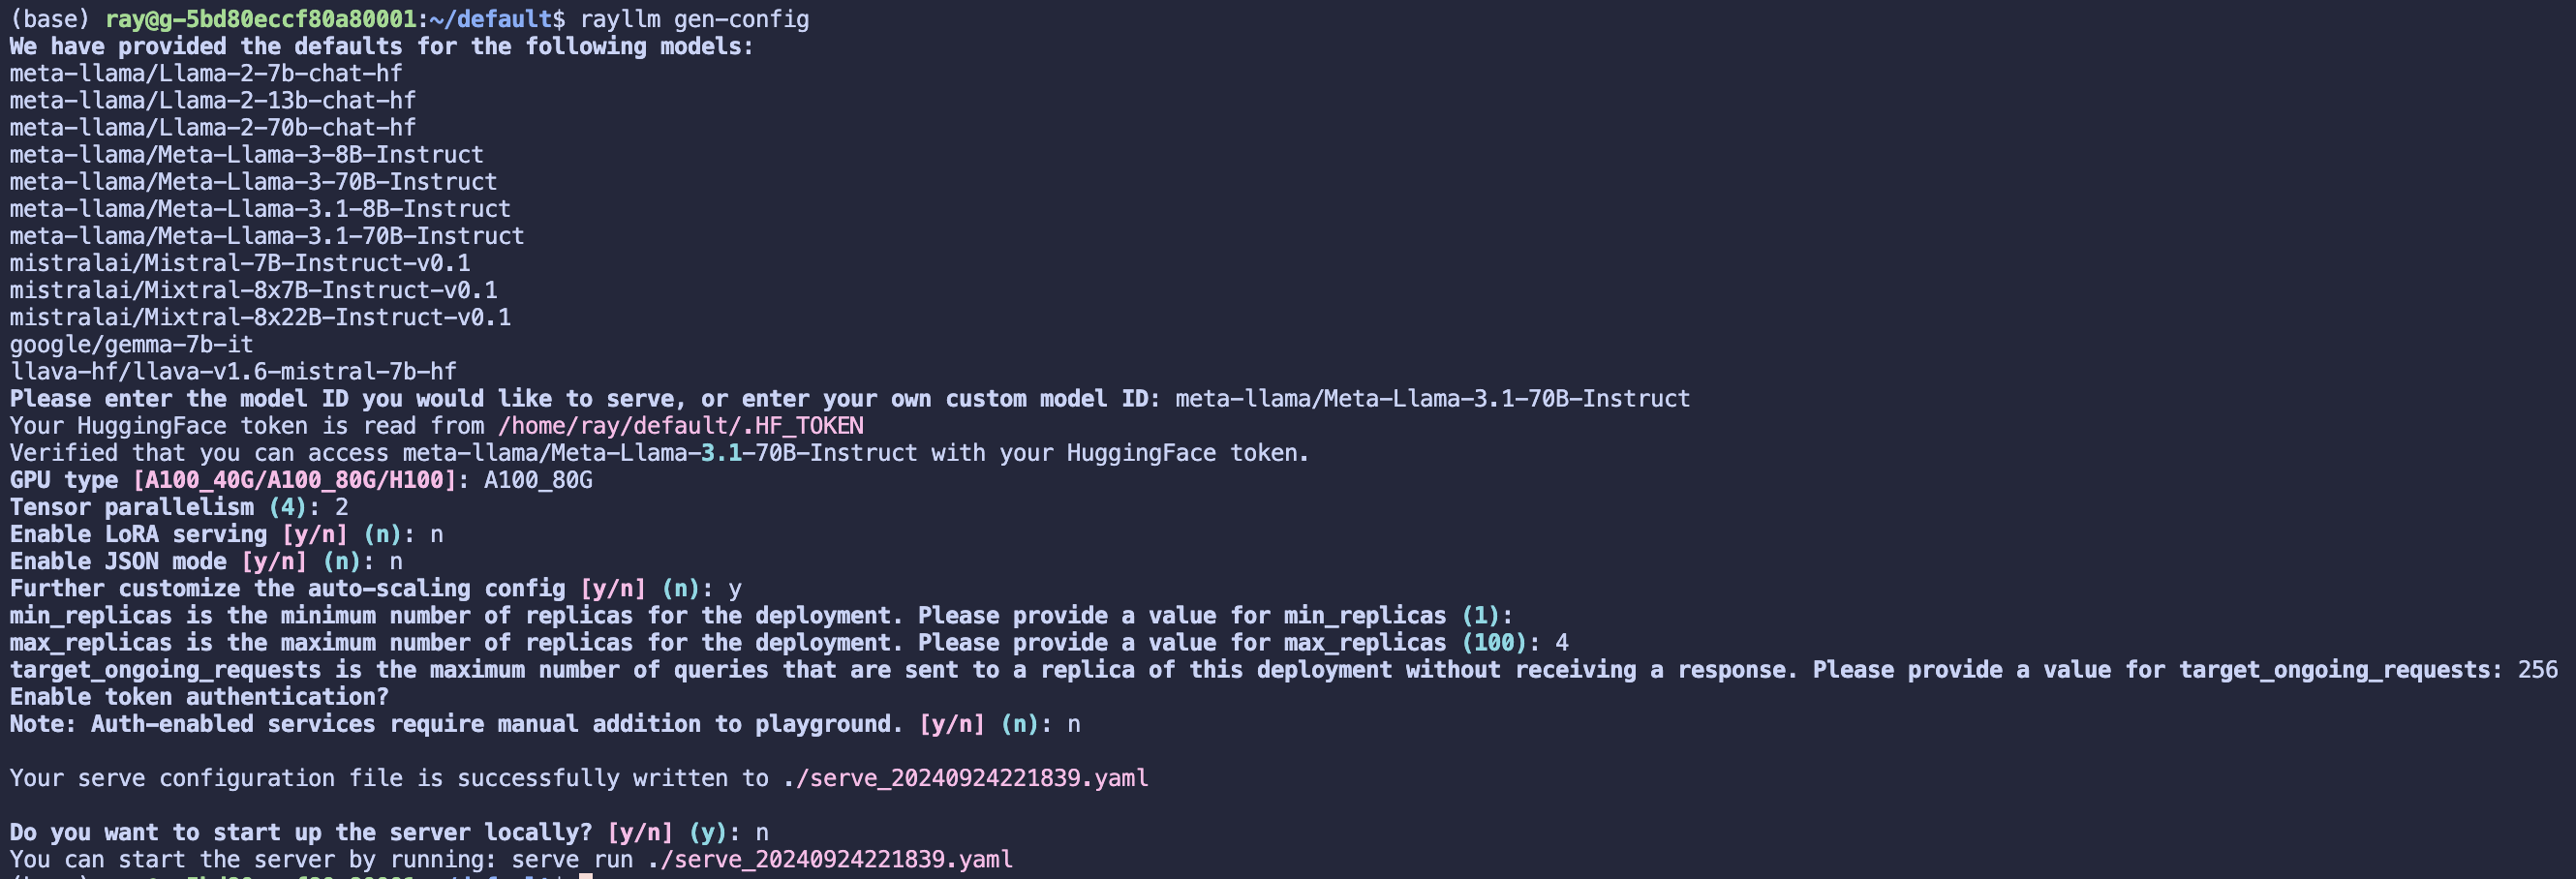 (base) ray@g-5bd80eccf80a80001:~/default$ rayllm gen-config
We have provided the defaults for the following models:
meta-llama/Llama-2-7b-chat-hf
meta-llama/Llama-2-13b-chat-hf
meta-llama/Llama-2-70b-chat-hf
meta-llama/Meta-Llama-3-8B-Instruct
meta-llama/Meta-Llama-3-70B-Instruct
meta-llama/Meta-Llama-3.1-8B-Instruct
meta-llama/Meta-Llama-3.1-70B-Instruct
mistralai/Mistral-7B-Instruct-v0.1
mistralai/Mixtral-8x7B-Instruct-v0.1
mistralai/Mixtral-8x22B-Instruct-v0.1
google/gemma-7b-it
llava-hf/llava-v1.6-mistral-7b-hf
Please enter the model ID you would like to serve, or enter your own custom model ID: meta-llama/Meta-Llama-3.1-70B-Instruct
Your HuggingFace token is read from /home/ray/default/.HF_TOKEN
Verified that you can access meta-llama/Meta-Llama-3.1-70B-Instruct with your HuggingFace token.
GPU type [A100_40G/A100_80G/H100]: A100_80G
Tensor parallelism (4): 2
Enable LoRA serving [y/n] (n): n
Enable JSON mode [y/n] (n): n
Further customize the auto-scaling config [y/n] (n): y
min_replicas is the minimum number of replicas for the deployment. Please provide a value for min_replicas (1):
max_replicas is the maximum number of replicas for the deployment. Please provide a value for max_replicas (100): 4
target_ongoing_requests is the maximum number of queries that are sent to a replica of this deployment without receiving a response. Please provide a value for target_ongoing_requests: 256
Enable token authentication?
Note: Auth-enabled services require manual addition to playground. [y/n] (n): n
Your serve configuration file is successfully written to ./serve_20240924221839.yaml
Do you want to start up the server locally? [y/n] (y): n
You can start the server by running: serve run ./serve_20240924221839.yaml